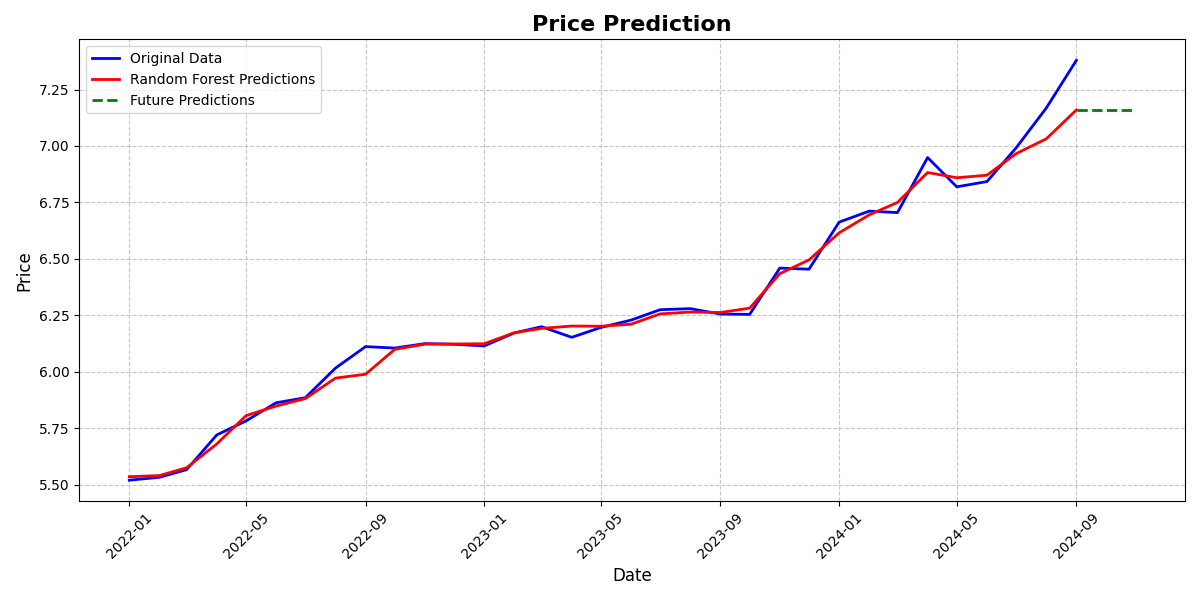 Price Prediction
Original Data
Random Forest Predictions
Future Predictions
Price
7.25
7.00
6.75
6.50
6.25
6.00
5.75
5.50
2022-01
2022-05
2022-09
2023-01
2023-05
2023-09
2024-01
2024-05
2024-09
Date